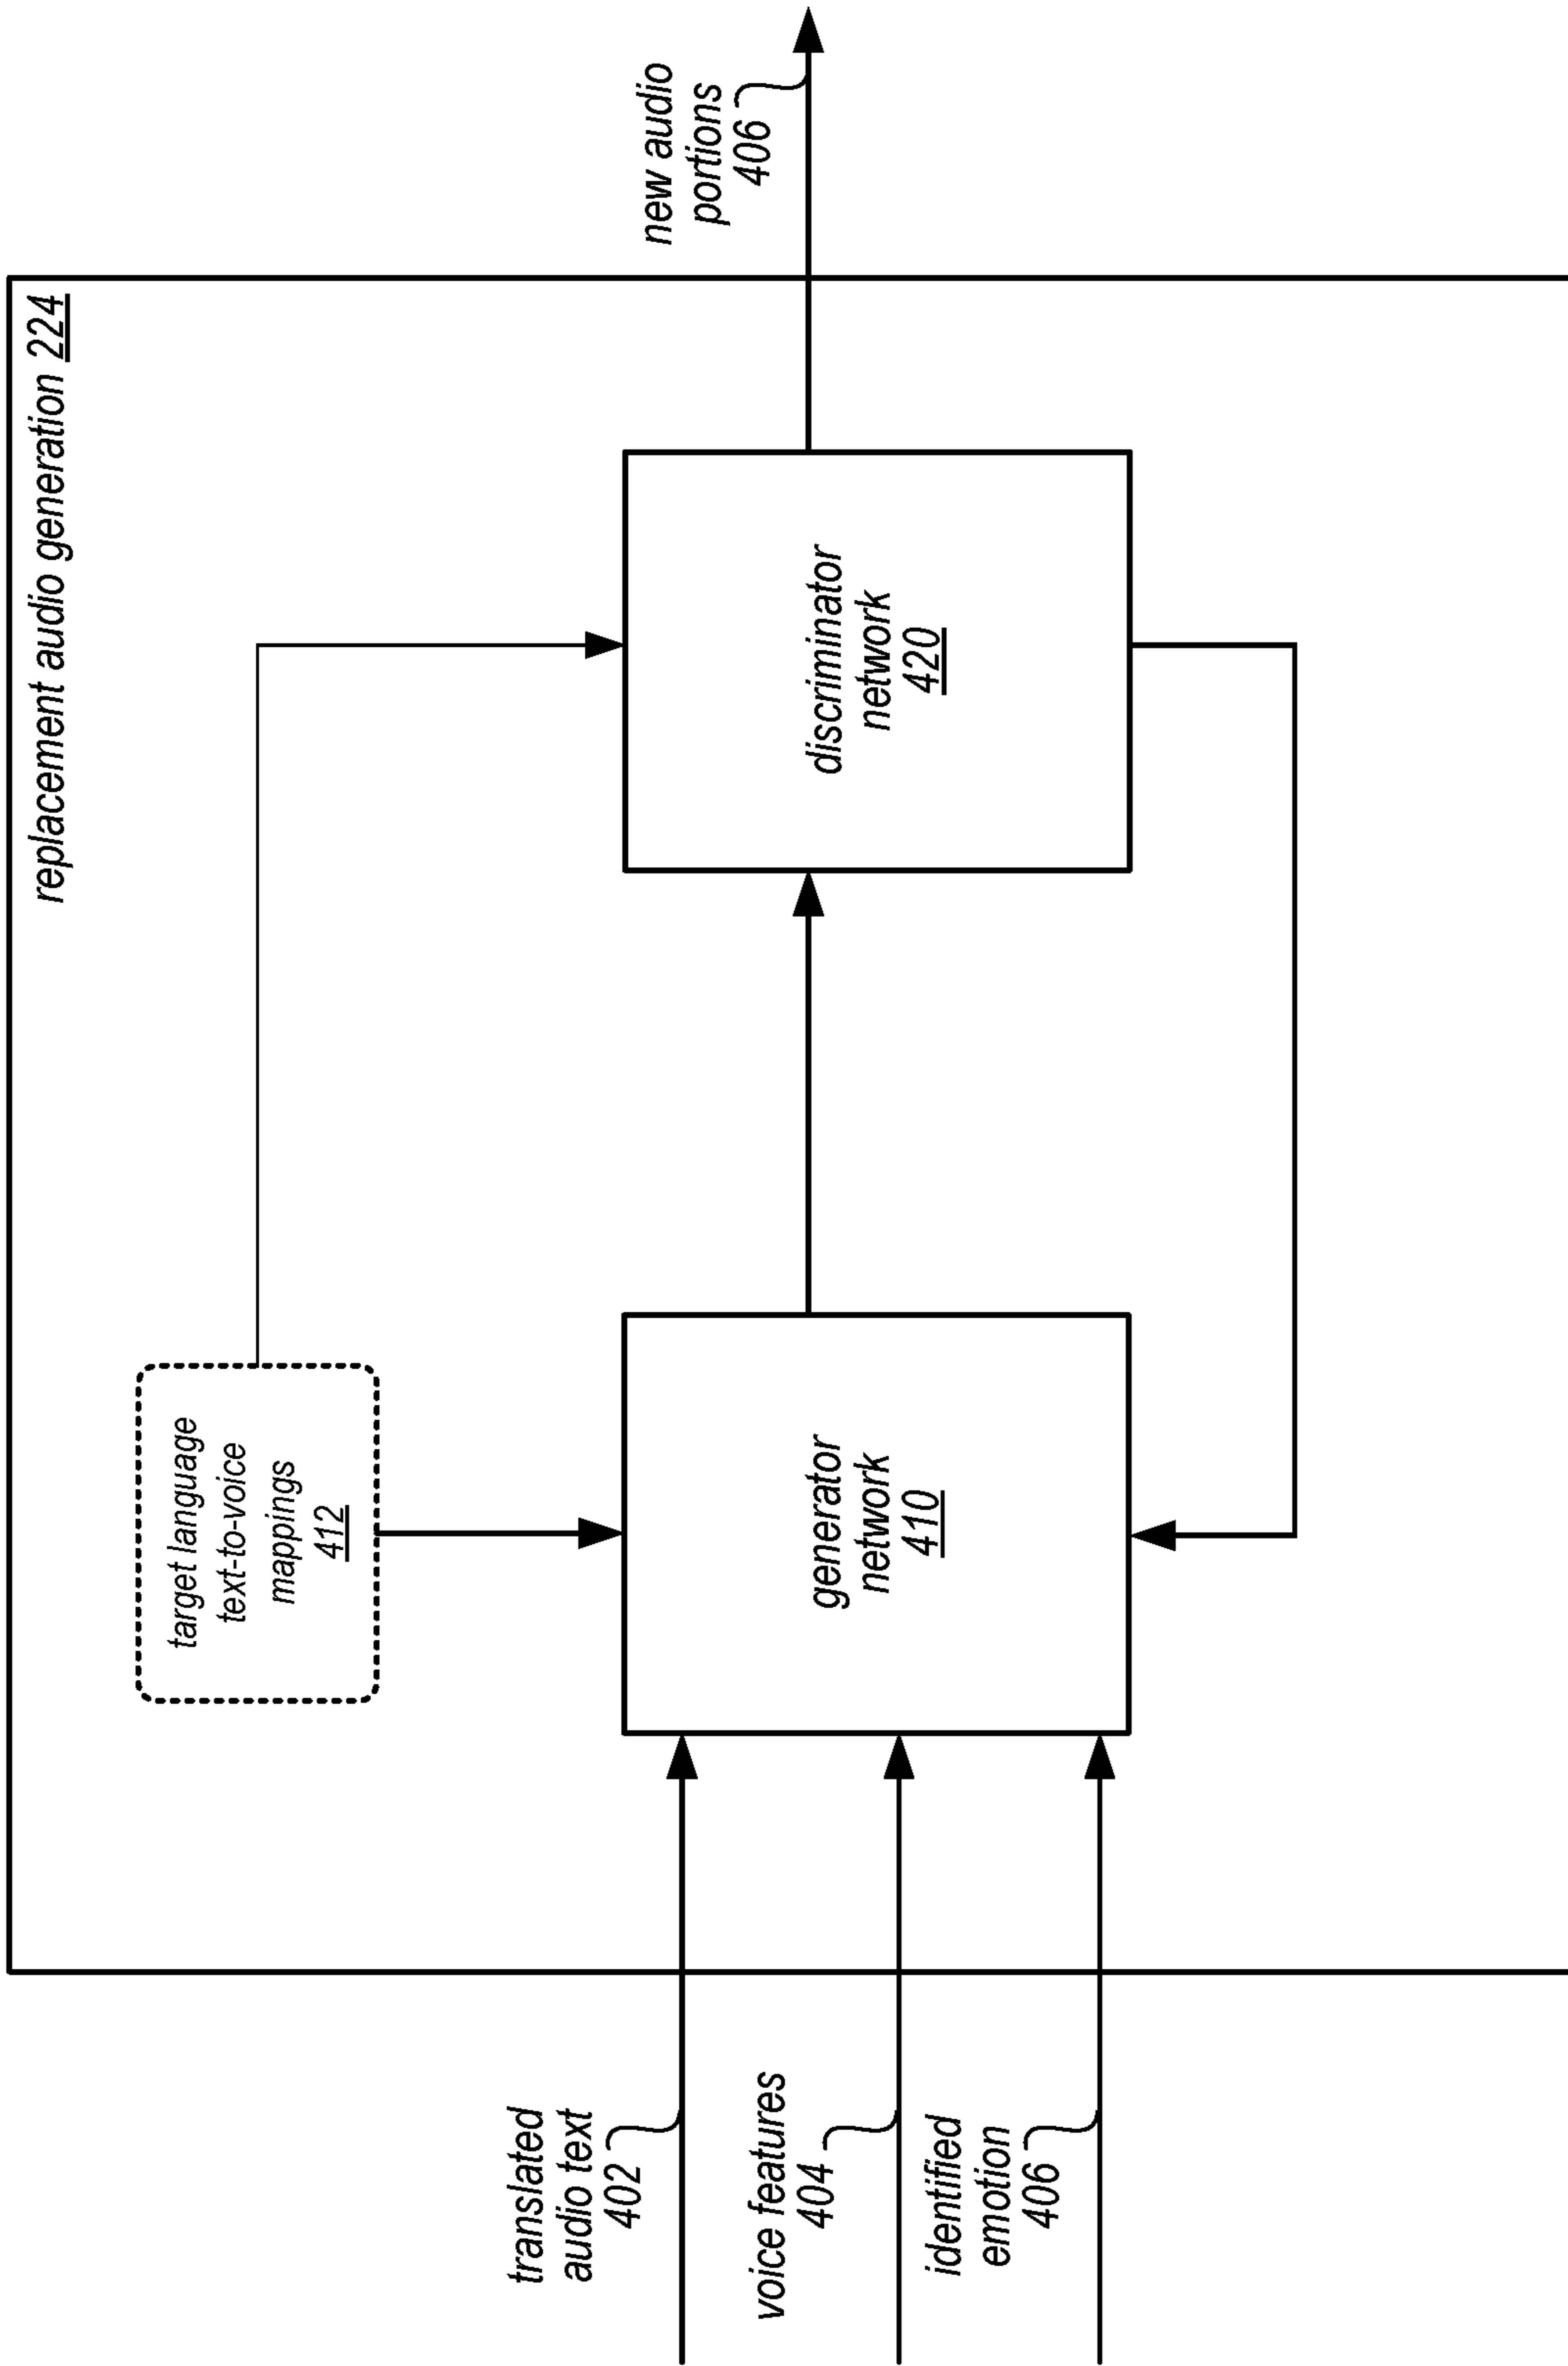 replacement audio generation 224
target language
text-to-voice
mappings
412
translated
audio text
402
voice features
404
identified
emotion
406
generator
network
410
discriminator
network
420
new audio
portions
406